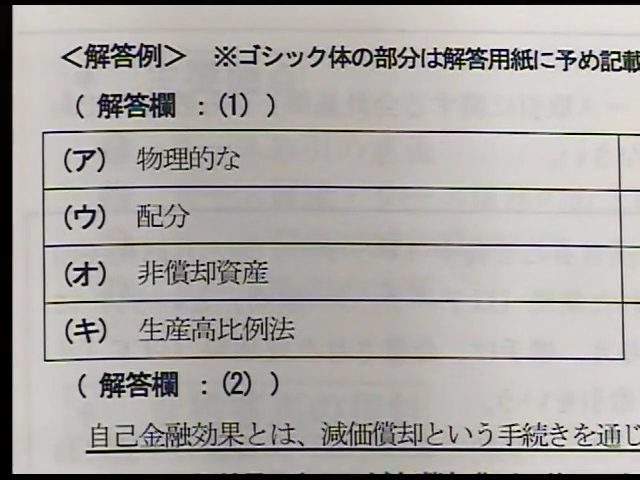 ＜解答例＞ ※ゴシック体の部分は解答用紙に予め記載
（ 解答欄 ：(1) ）
（ア） 物理的な
（ウ） 配分
（オ） 非償却資産
（キ） 生産高比例法
（ 解答欄 ：(2) ）
自己金融効果とは、減価償却という手続きを通じ